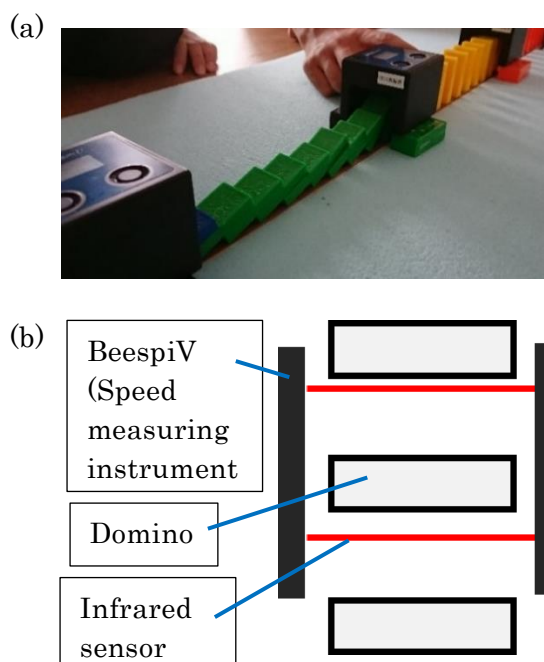 (a)
(b)
BeespiV
(Speed
measuring
instrument
Domino
Infrared
sensor